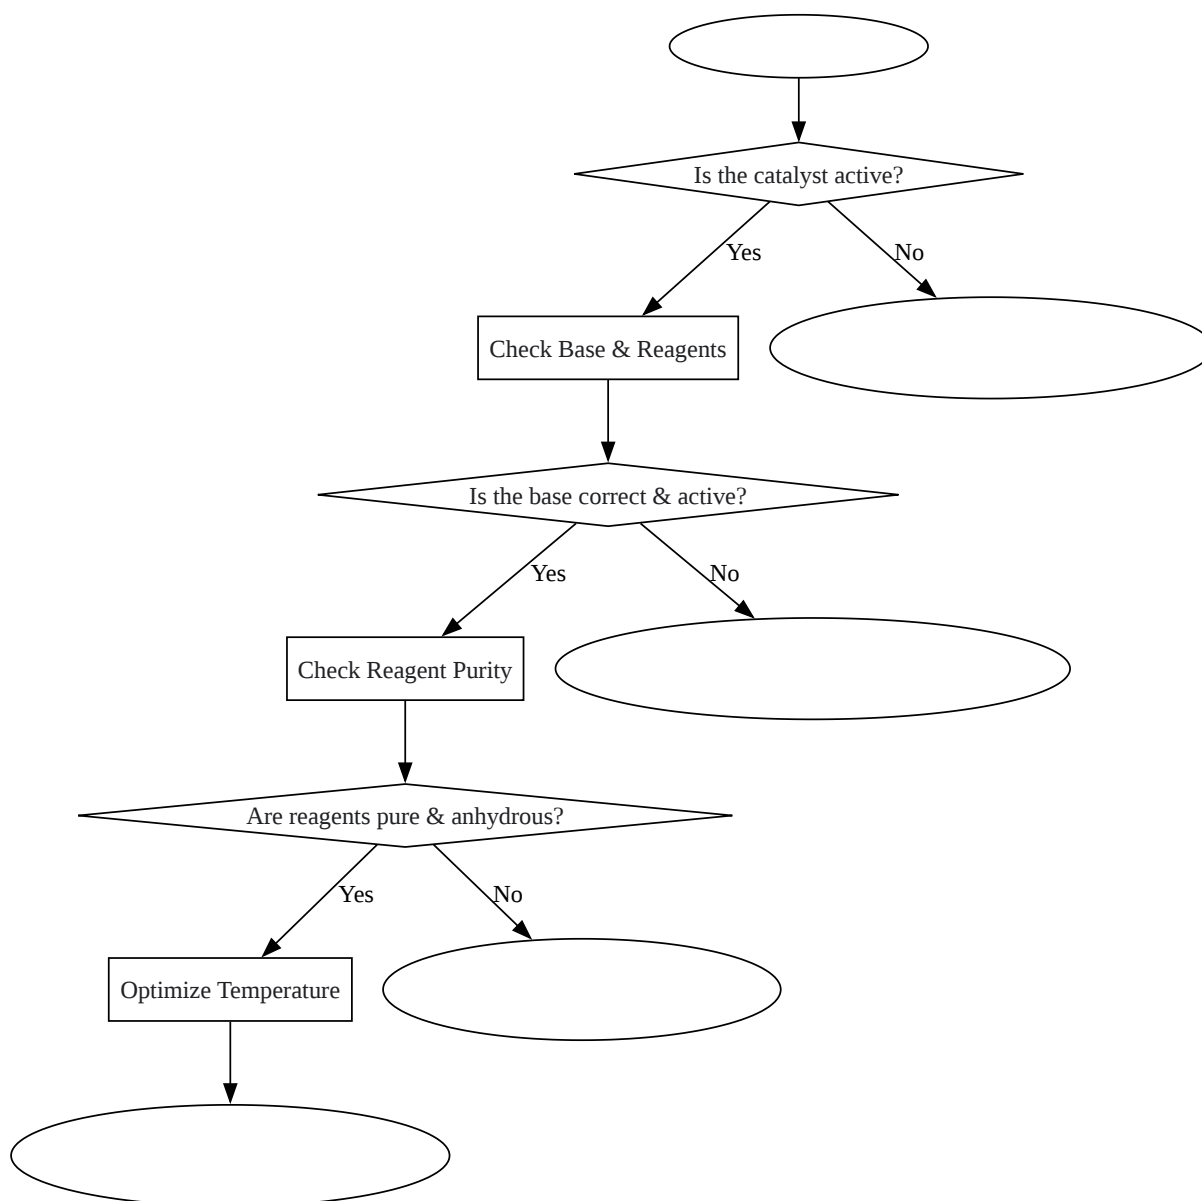 Is the catalyst active?
Yes
No
Check Base & Reagents
Is the base correct & active?
Yes
No
Check Reagent Purity
Are reagents pure & anhydrous?
Yes
No
Optimize Temperature